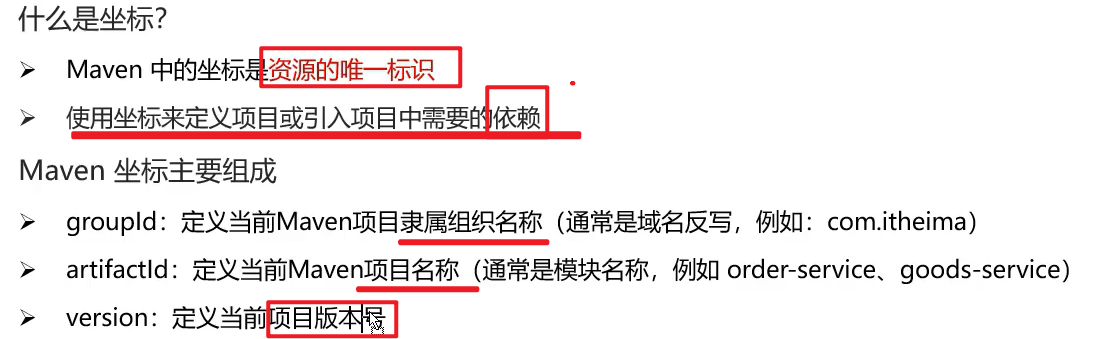 什么是坐标？
➢ Maven 中的坐标是资源的唯一标识
➢ 使用坐标来定义项目或引入项目中需要的依赖
Maven 坐标主要组成
➢ groupId：定义当前Maven项目隶属组织名称（通常是域名反写，例如：com.itheima）
➢ artifactId：定义当前Maven项目名称（通常是模块名称，例如 order-service、goods-service）
➢ version：定义当前项目版本号